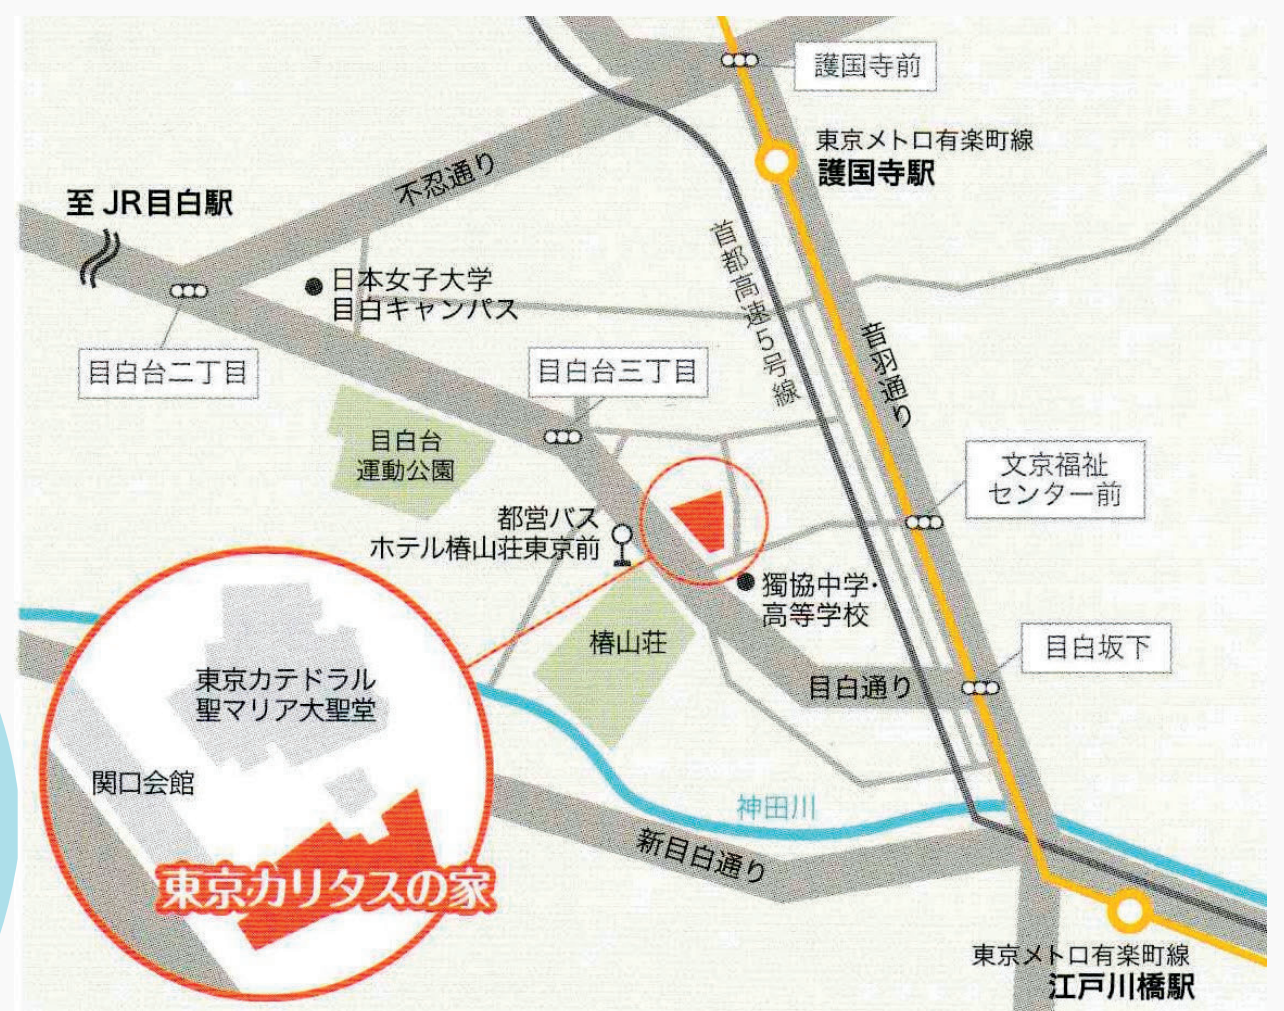 護国寺前
東京メトロ有楽町線
護国寺駅
不忍通り
至 JR目白駅
首都高速5号線
日本女子大学
目白キャンパス
音羽通り
目白台二丁目
目白台三丁目
目白台
運動公園
文京福祉
センター前
都営バス
ホテル椿山荘東京前
獨協中学・
高等学校
椿山荘
目白坂下
東京カテドラル
聖マリア大聖堂
目白通り
関口会館
神田川
新目白通り
東京カリタスの家
東京メトロ有楽町線
江戸川橋駅